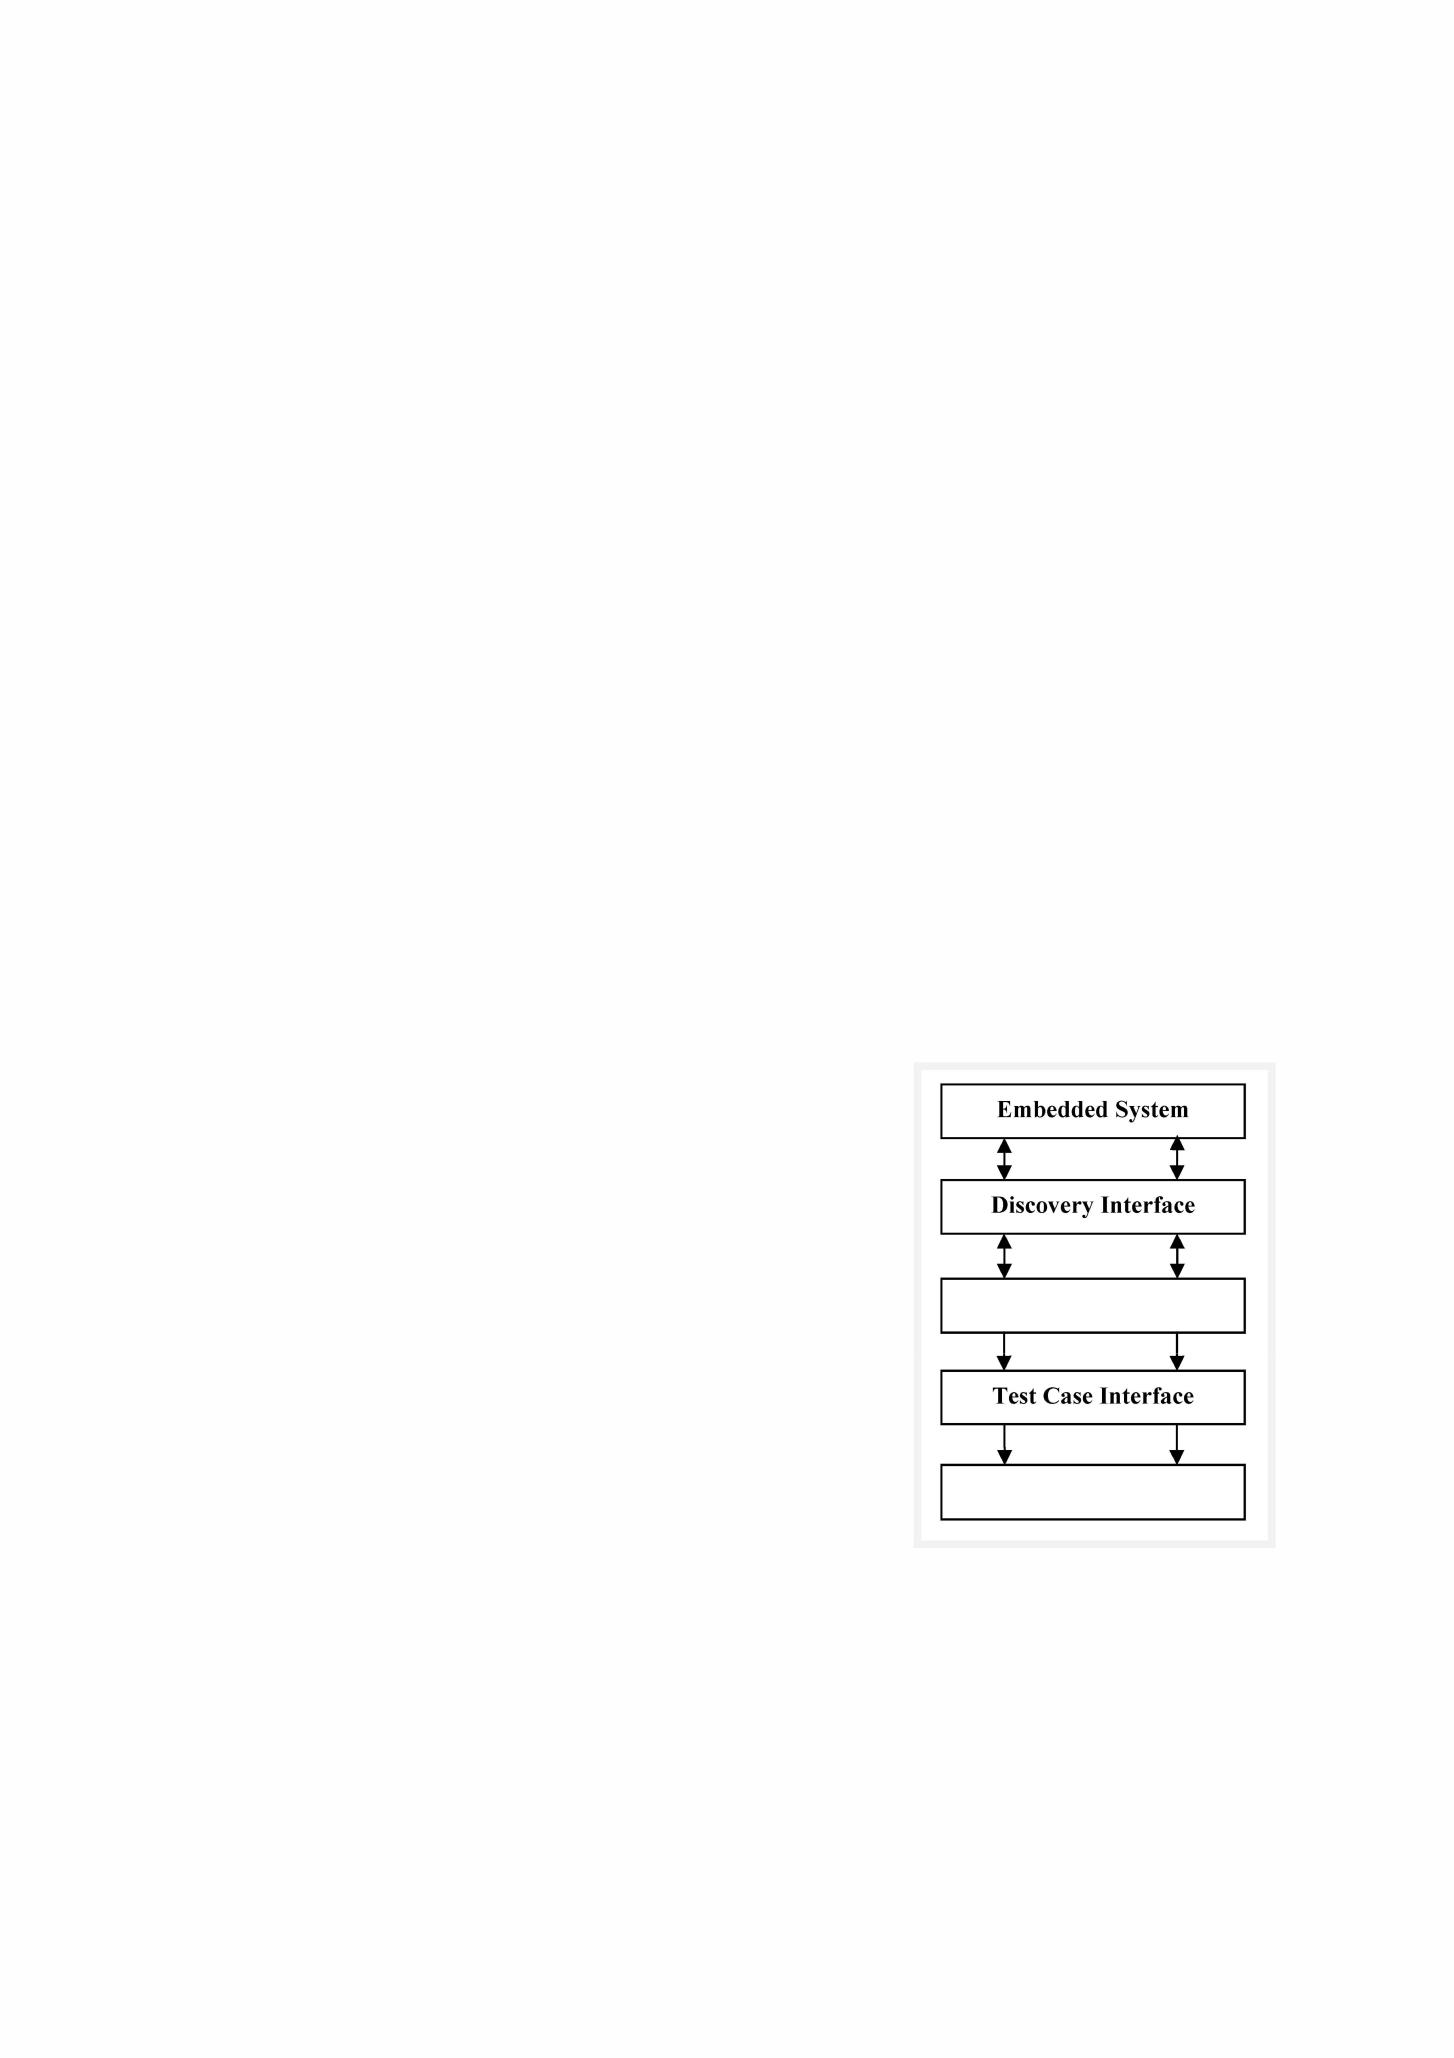 Embedded System
Discovery Interface
Test Case Interface